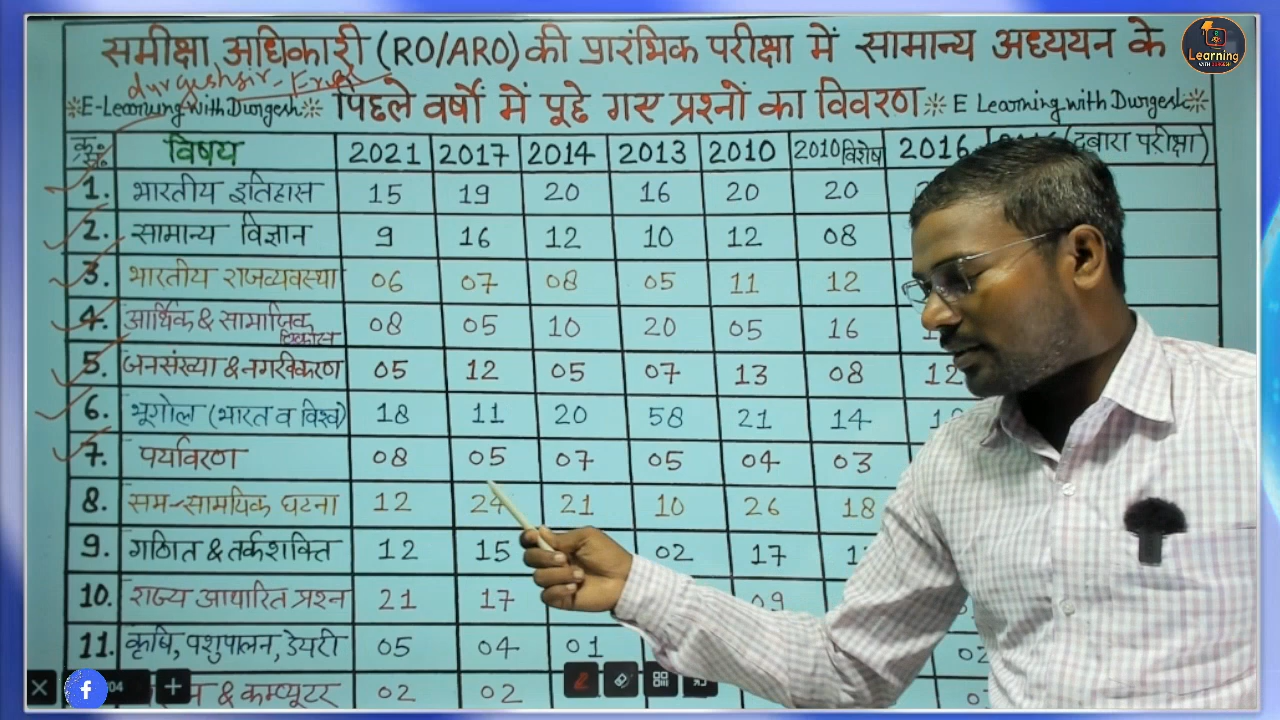 समीक्षा अधिकारी (RO/ARO) की प्रारंभिक परीक्षा में सामान्य अध्ययन के
Learning
WITH DURGESH
E-Learnung with Durgesh पिछले वर्षों में पूछे गए प्रश्नों का विवरण E Learning with Durgesh
क्र. सं. विषय 2021 2017 2014 2013 2010 2010 विशेष 2016 (दुबारा परीक्षा)
1. भारतीय इतिहास 15 19 20 16 20 20
2. सामान्य विज्ञान 9 16 12 10 12 08
3. भारतीय राजव्यवस्था 06 07 08 05 11 12
4. आर्थिक & सामाजिक विकास 08 05 10 20 05 16
5. जनसंख्या & नगरीकरण 05 12 05 07 13 08 12
6. भूगोल (भारत व विश्व) 18 11 20 58 21 14
7. पर्यावरण 08 05 07 05 04 03
8. सम-सामयिक घटना 12 24 21 10 26 18
9. गणित & तर्कशक्ति 12 15 02 17
10. राज्य आधारित प्रश्न 21 17 09
11. कृषि, पशुपालन, डेयरी 05 04 01 02
& कम्प्यूटर 02 02